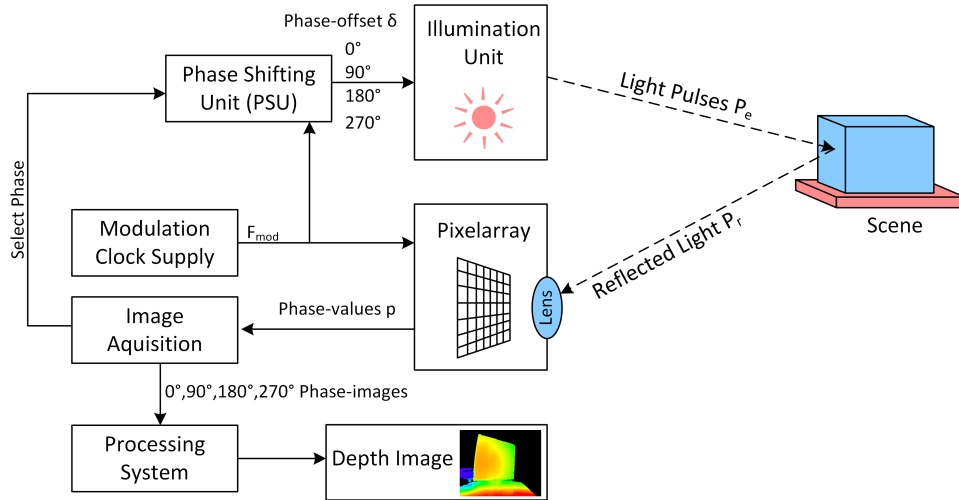 Phase-offset δ
0°
90°
180°
270°
Illumination
Unit
Phase Shifting
Unit (PSU)
Light Pulses Pe
Scene
Select Phase
Modulation
Clock Supply
Fmod
Pixelarray
Lens
Reflected Light Pr
Image
Aquisition
Phase-values p
0°,90°,180°,270° Phase-images
Processing
System
Depth Image